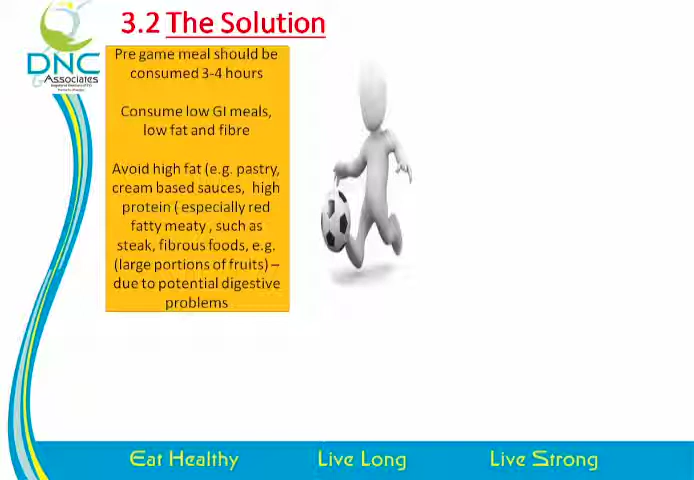 3.2 The Solution
DNC
Associates
Pre game meal should be
consumed 3-4 hours
Consume low GI meals,
low fat and fibre
Avoid high fat (e.g. pastry,
cream based sauces,  high
protein ( especially red
fatty meaty , such as
steak, fibrous foods, e.g.
(large portions of fruits) –
due to potential digestive
problems
Eat Healthy
Live Long
Live Strong